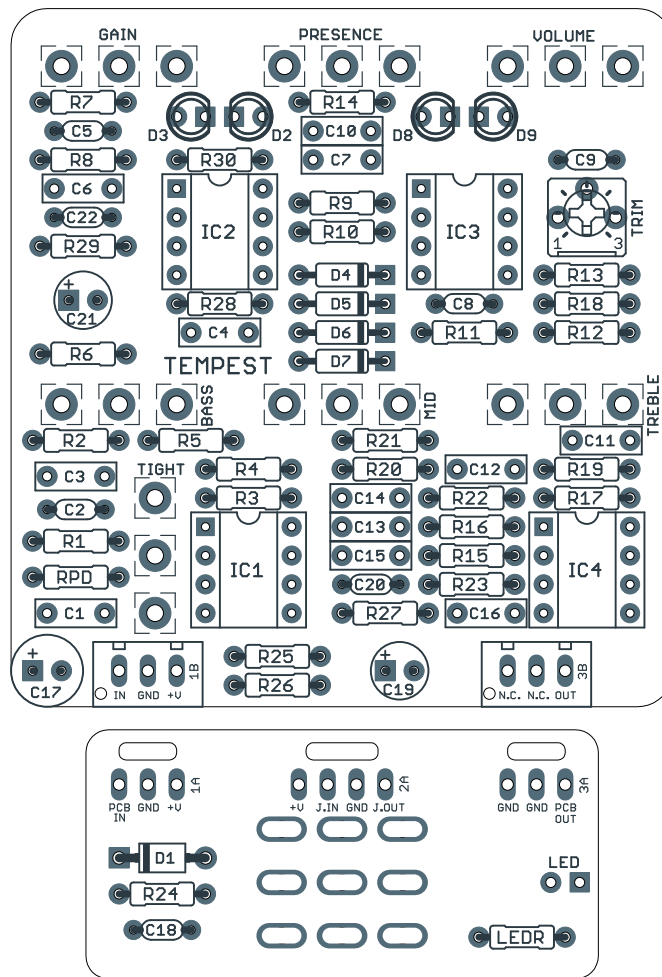 GAIN PRESENCE VOLUME
R7 R14
D3 D2 D8 D9
C5 C10
R8 R30 C7 C9
C6
C22 IC2 R9 IC3 TRIM
R29 R10 1 3
D4 R13
+ C21 R28 D5 C8 R18
C4 D6 R11 R12
R6 TEMPEST D7
BASS MID TREBLE
R2 R5 R21 C11
C3 TIGHT R4 R20 C12 R19
C2 R3 C14 R22 R17
R1 C13 R16
RPD IC1 C15 R15 IC4
C20 R23
C1 R27 C16
+ C17 IN GND +V 1B R25 + C19 N.C. N.C. OUT 3B
R26
1A 2A 3A
PCB IN GND +V +V J.IN GND J.OUT GND GND PCB OUT
D1 LED
R24
C18 LEDR